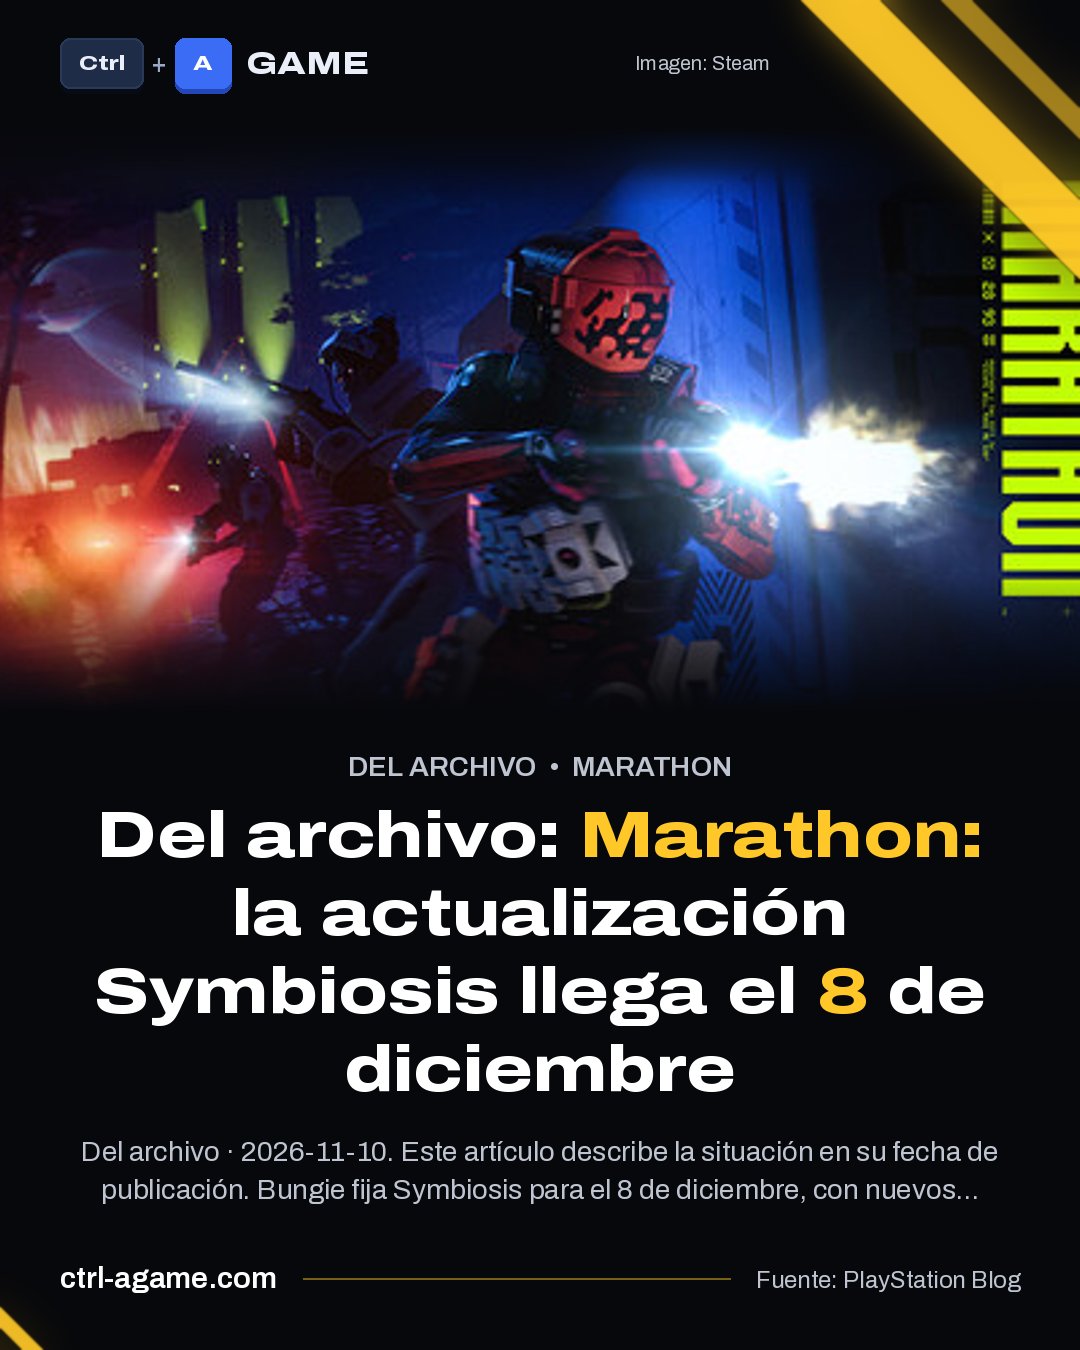 Ctrl + A GAME
Imagen: Steam
MARATHON
DEL ARCHIVO • MARATHON
Del archivo: Marathon:
la actualización
Symbiosis llega el 8 de
diciembre
Del archivo · 2026-11-10. Este artículo describe la situación en su fecha de
publicación. Bungie fija Symbiosis para el 8 de diciembre, con nuevos...
ctrl-agame.com
Fuente: PlayStation Blog